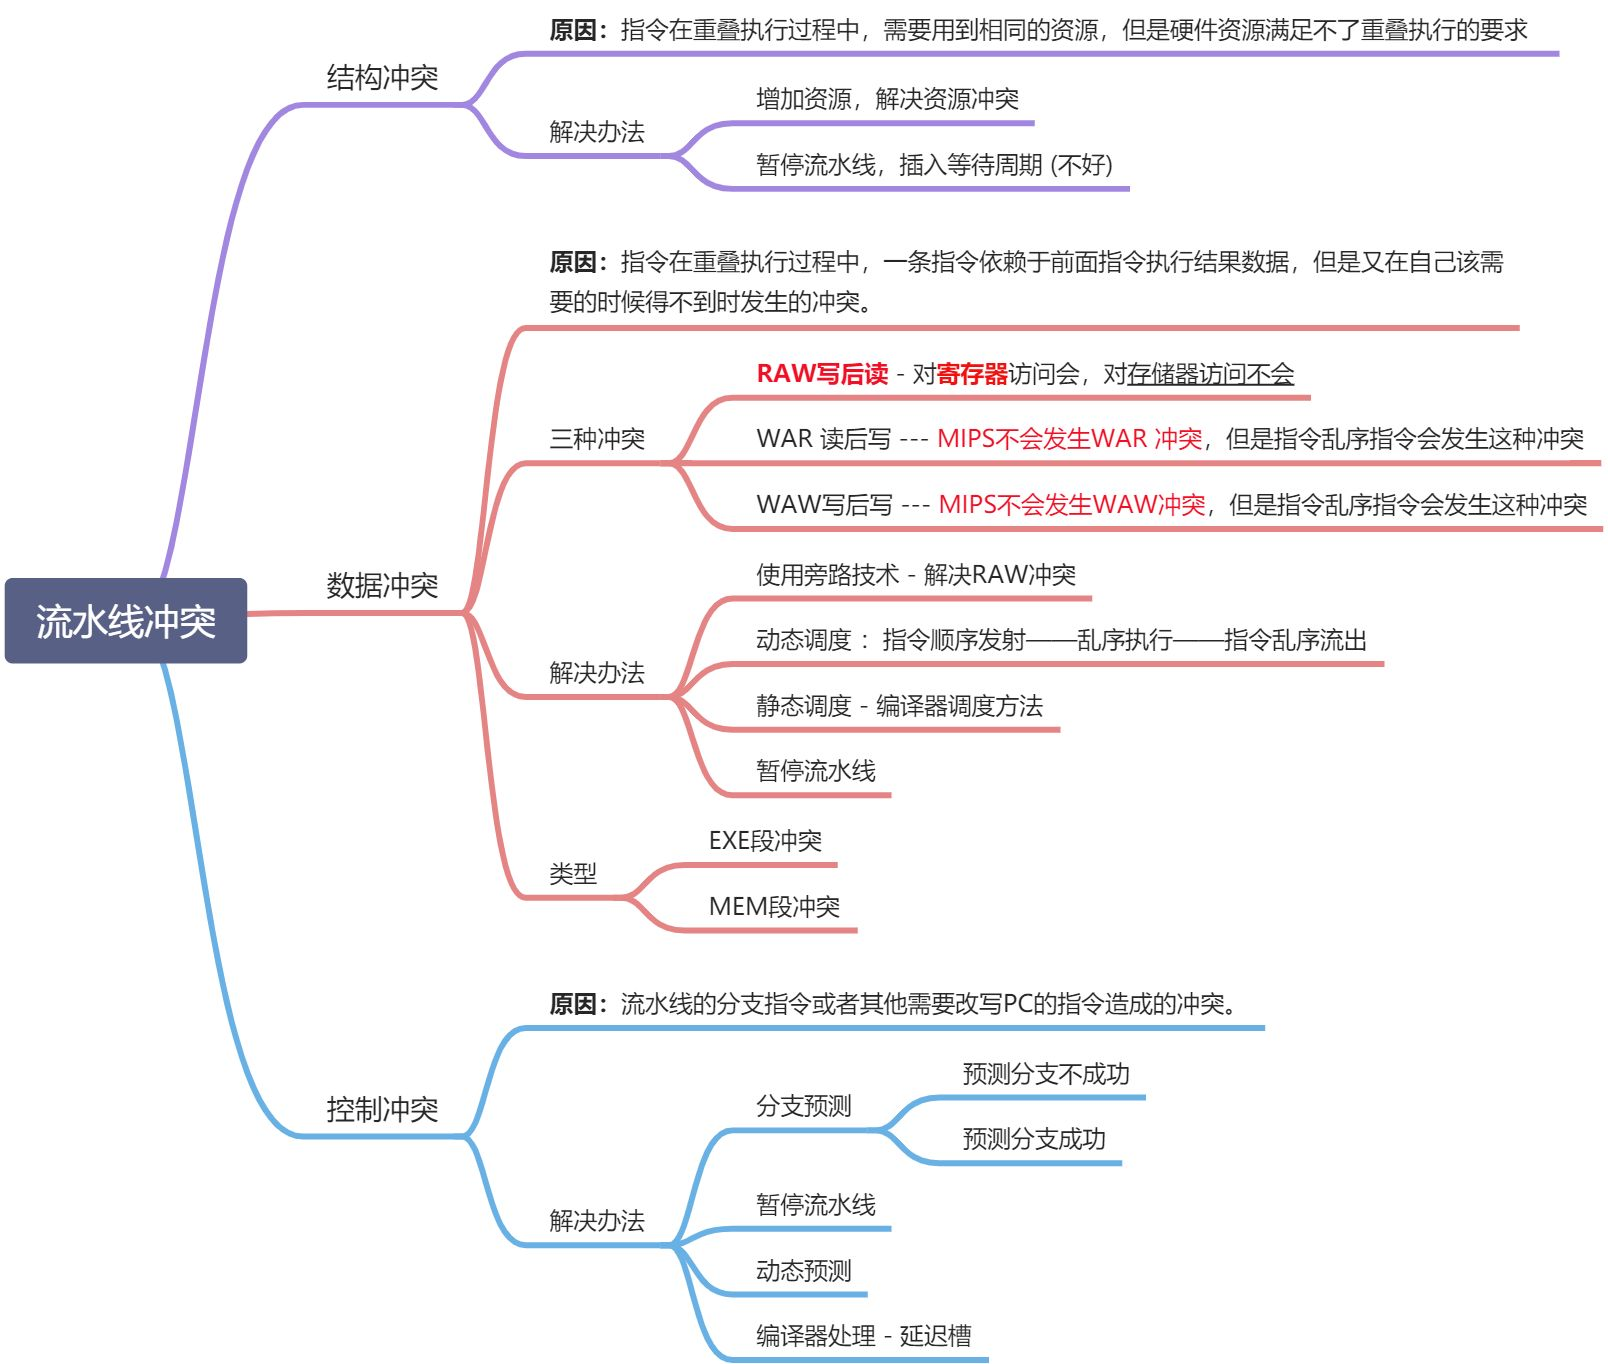 原因：指令在重叠执行过程中，需要用到相同的资源，但是硬件资源满足不了重叠执行的要求
结构冲突
增加资源，解决资源冲突
解决办法
暂停流水线，插入等待周期 (不好)
原因：指令在重叠执行过程中，一条指令依赖于前面指令执行结果数据，但是又在自己该需
要的时候得不到时发生的冲突。
RAW写后读 - 对寄存器访问会，对存储器访问不会
三种冲突
WAR 读后写 --- MIPS不会发生WAR 冲突，但是指令乱序指令会发生这种冲突
WAW写后写 --- MIPS不会发生WAW冲突，但是指令乱序指令会发生这种冲突
数据冲突
使用旁路技术 - 解决RAW冲突
流水线冲突
动态调度 ：指令顺序发射——乱序执行——指令乱序流出
解决办法
静态调度 - 编译器调度方法
暂停流水线
EXE段冲突
类型
MEM段冲突
原因：流水线的分支指令或者其他需要改写PC的指令造成的冲突。
预测分支不成功
控制冲突
分支预测
预测分支成功
暂停流水线
解决办法
动态预测
编译器处理 - 延迟槽